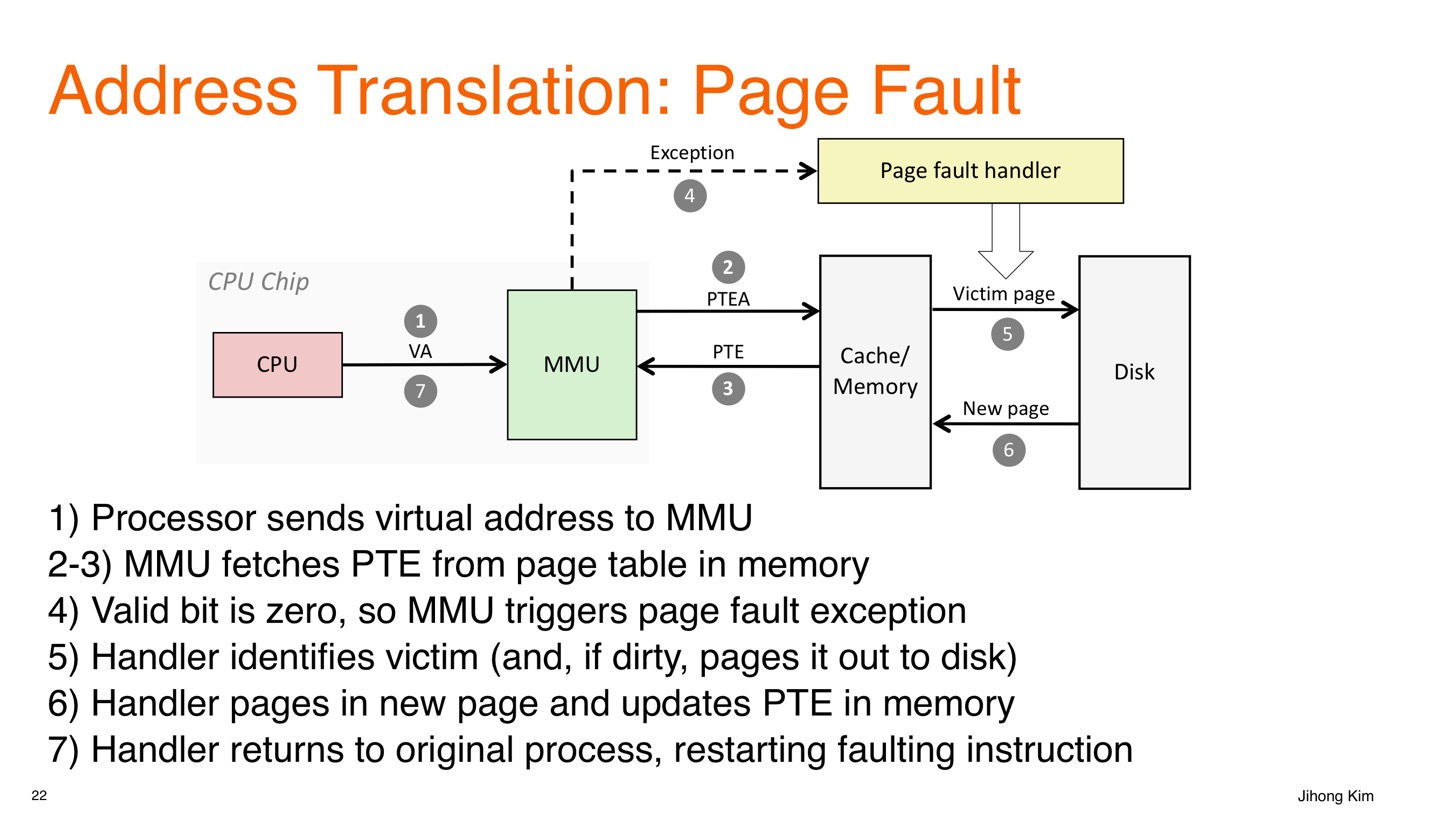 Address Translation: Page Fault
Exception
Page fault handler
4
CPU Chip
2
PTEA
Victim page
1
5
VA
CPU
MMU
PTE
Cache/
Memory
Disk
7
3
New page
6
1) Processor sends virtual address to MMU
2-3) MMU fetches PTE from page table in memory
4) Valid bit is zero, so MMU triggers page fault exception
5) Handler identifies victim (and, if dirty, pages it out to disk)
6) Handler pages in new page and updates PTE in memory
7) Handler returns to original process, restarting faulting instruction
22
Jihong Kim